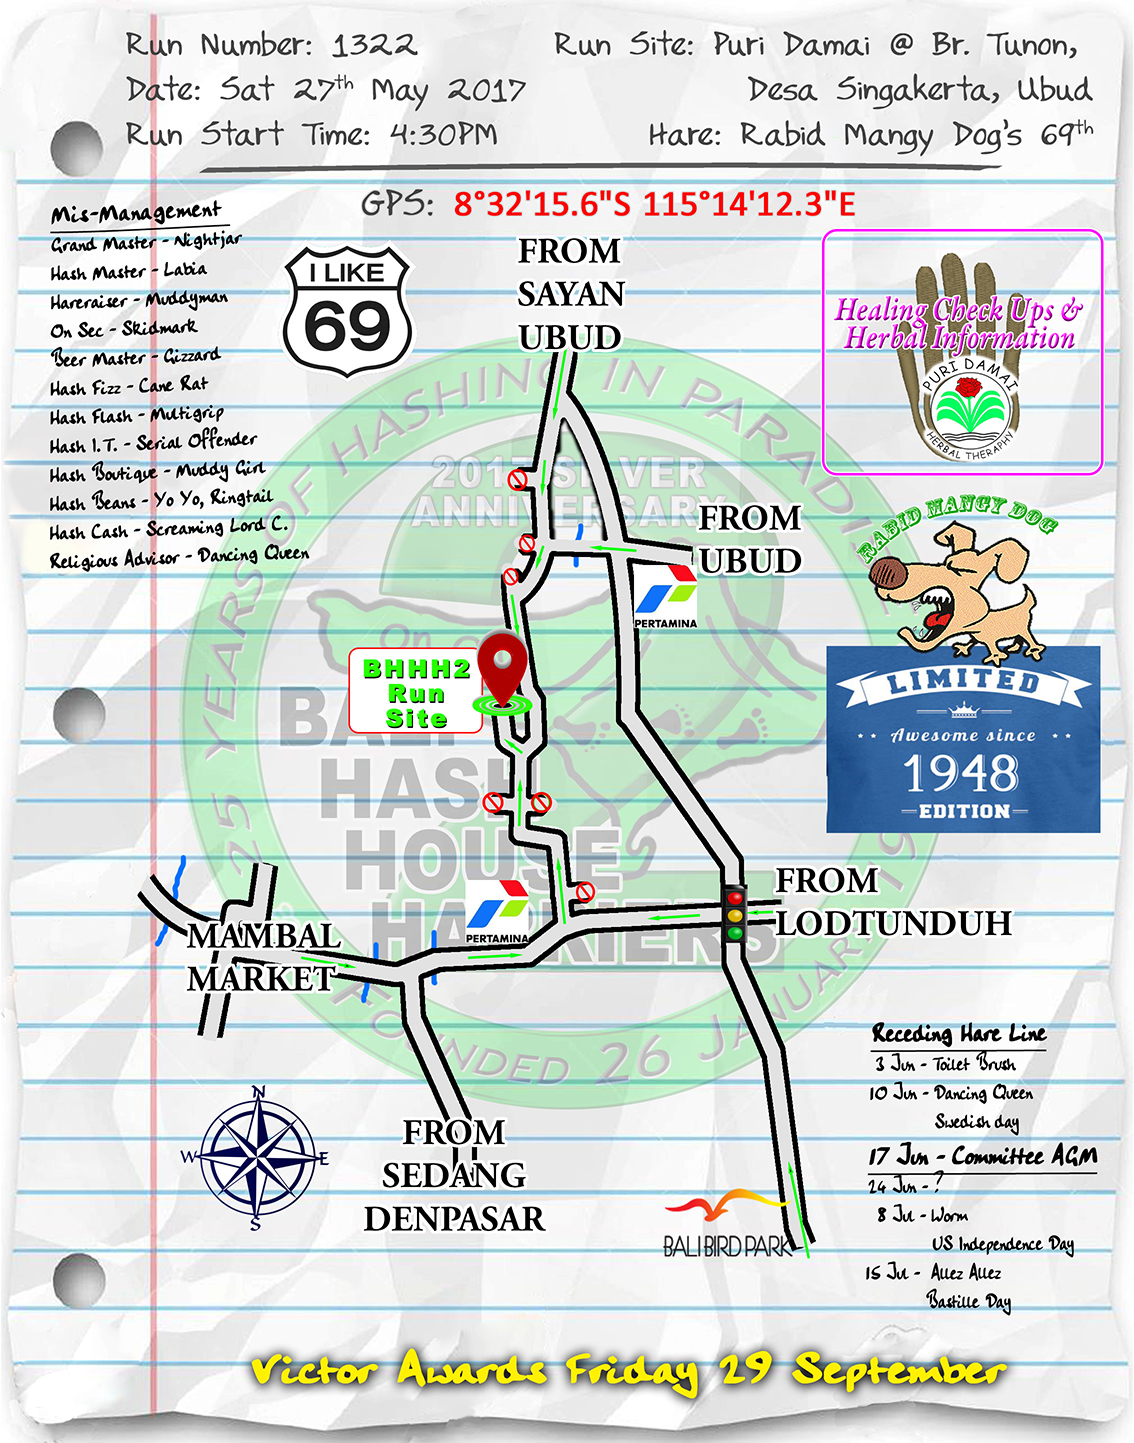 Run Number: 1322
Run Site: Puri Damai @ Br. Tunon,
Date: Sat 27th May 2017
Desa Singakerta, Ubud
Run Start Time: 4:30PM
Hare: Rabid Mangy Dog's 69th
GPS: 8°32'15.6"S 115°14'12.3"E
Mis-Management
Grand Master - Nightjar
Hash Master - Labia
Hareraiser - Muddyman
On Sec - Skidmark
Beer Master - Gizzard
Hash Fizz - Cane Rat
Hash Flash - Multigrip
Hash I.T. - Serial Offender
Hash Boutique - Muddy Girl
Hash Beans - Yo Yo, Ringtail
Hash Cash - Screaming Lord C.
Religious Advisor - Dancing Queen
I LIKE
69
FROM
SAYAN
UBUD
Healing Check Ups &
Herbal Information
PURI DAMAI
HERBAL THERAPHY
25 YEARS OF HASHING IN PARADISE
2017 SILVER
ANNIVERSARY
FROM
UBUD
PERTAMINA
RABID MANGY DOG
LIMITED
Awesome since
1948
EDITION
BHHH2
Run
Site
On
BALI
HASH
HOUSE
HARRIERS
FOUNDED 26 JANUARY
PERTAMINA
FROM
LODTUNDUH
MAMBAL
MARKET
FROM
SEDANG
DENPASAR
N
W
E
S
BALI BIRD PARK
Receding Hare Line
3 Jun - Toilet Brush
10 Jun - Dancing Queen
Swedish day
17 Jun - Committee AGM
24 Jun - ?
8 Jul - Worm
US Independence Day
15 Jul - Allez Allez
Bastille Day
Victor Awards Friday 29 September